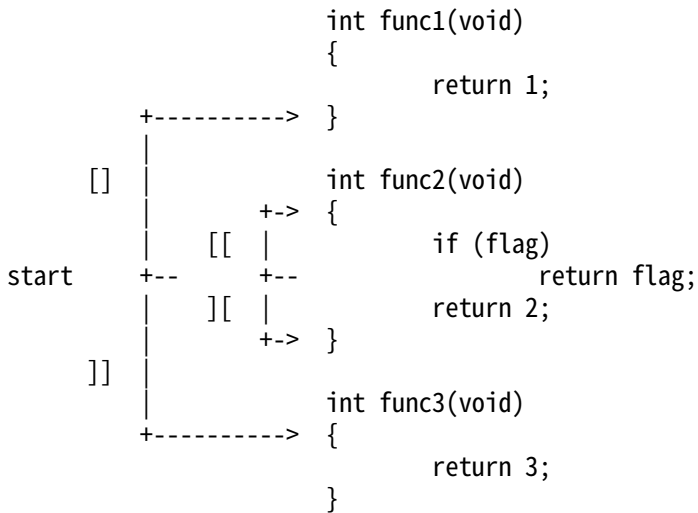 int func1(void)
{
return 1;
+----------> }
|
[] | int func2(void)
| +-> {
| [[ | if (flag)
start +-- +-- return flag;
| ][ | return 2;
| +-> }
]] |
| int func3(void)
+----------> {
return 3;
}